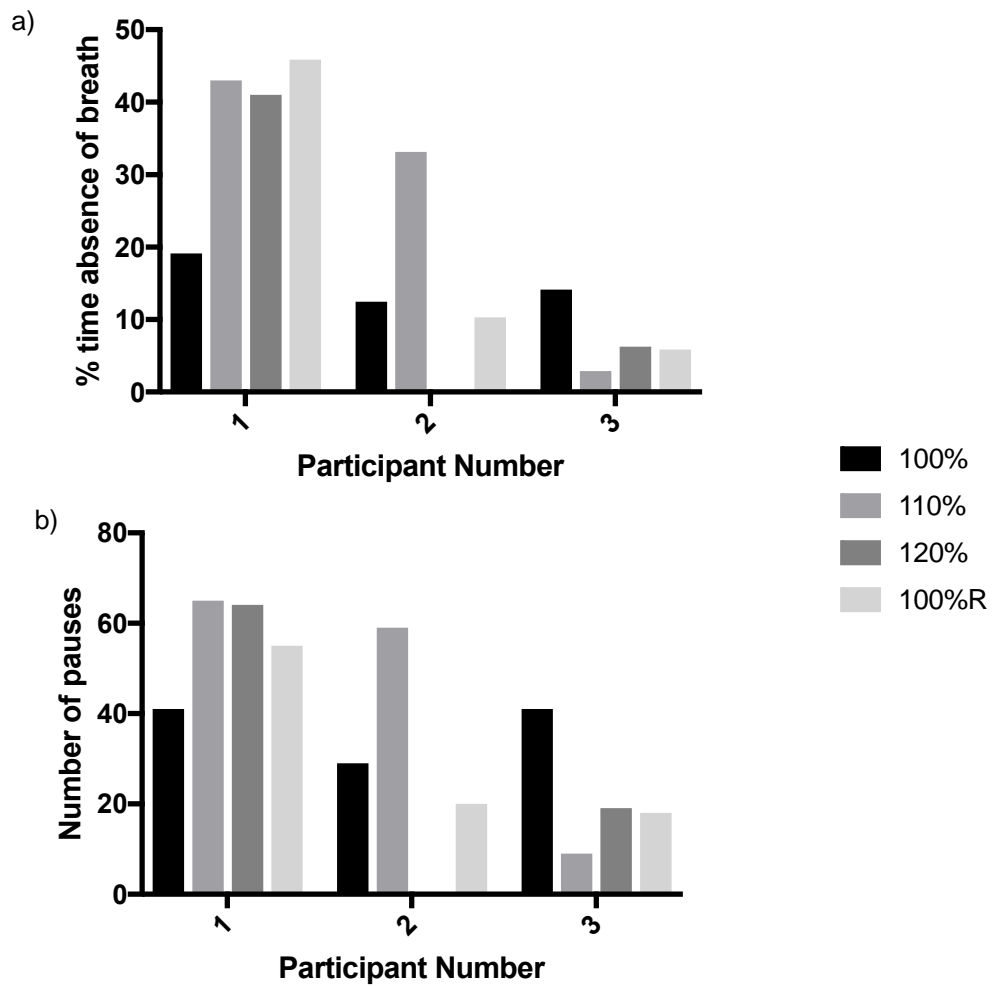 a)
% time absence of breath
50
40
30
20
10
0
1
2
3
Participant Number
100%
110%
120%
100%R
b)
Number of pauses
80
60
40
20
0
1
2
3
Participant Number